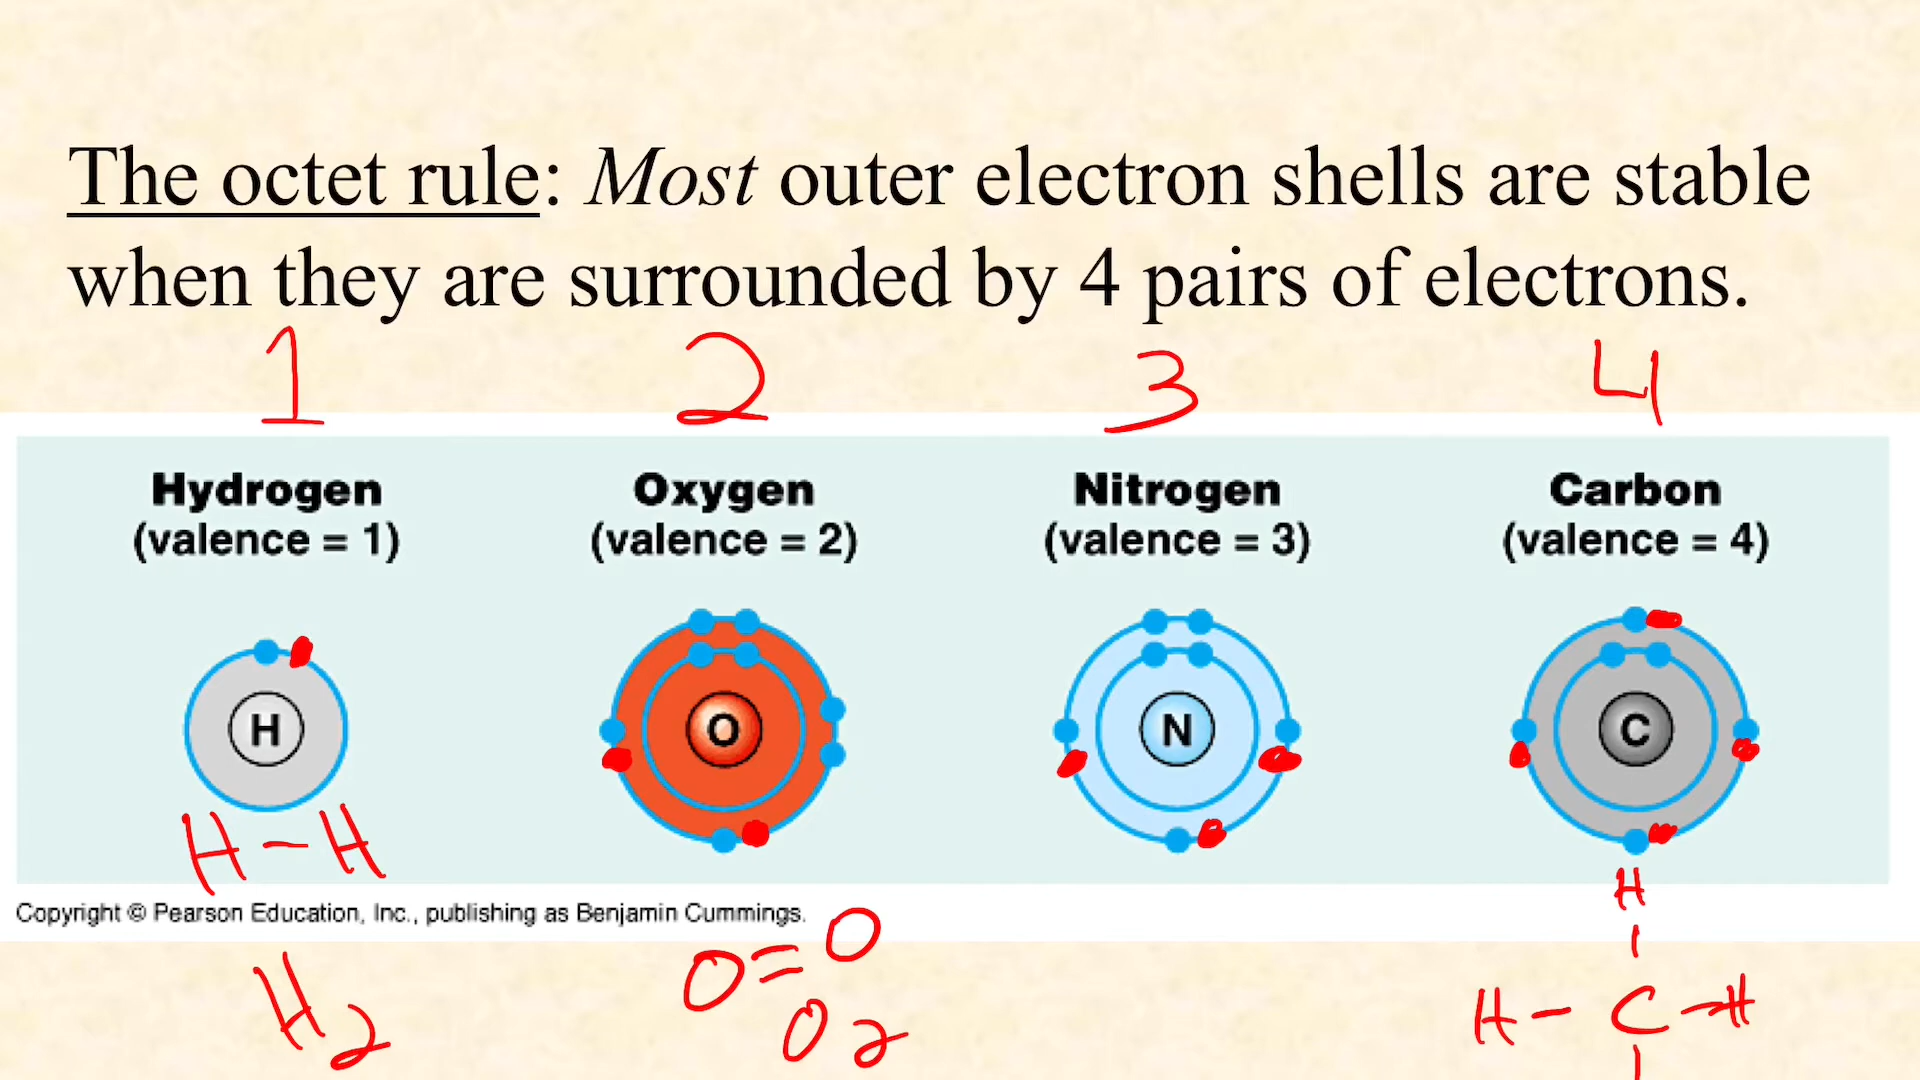 The octet rule: Most outer electron shells are stable
when they are surrounded by 4 pairs of electrons.
1 2 3 4
Hydrogen Oxygen Nitrogen Carbon
(valence = 1) (valence = 2) (valence = 3) (valence = 4)
H O N C
H - H
H
Copyright © Pearson Education, Inc., publishing as Benjamin Cummings.
O = O
H2 O2 H - C - H